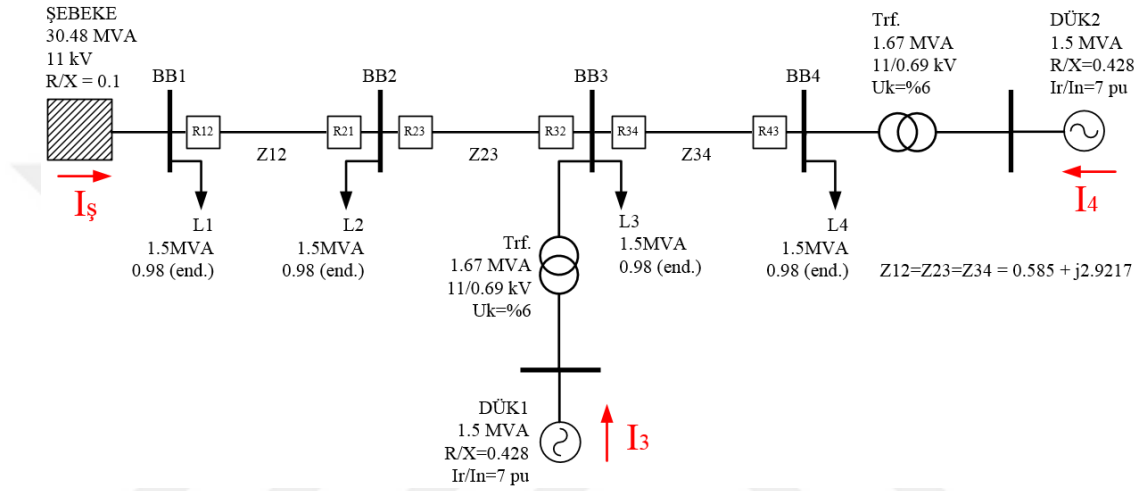 ŞEBEKE
30.48 MVA
11 kV
R/X = 0.1
BB1
BB2
BB3
BB4
Trf.
1.67 MVA
11/0.69 kV
Uk=%6
DÜK2
1.5 MVA
R/X=0.428
Ir/In=7 pu
R12
R21
R23
R32
R34
R43
Z12
Z23
Z34
Iş
I4
L1
1.5MVA
0.98 (end.)
L2
1.5MVA
0.98 (end.)
L3
1.5MVA
0.98 (end.)
L4
1.5MVA
0.98 (end.)
Trf.
1.67 MVA
11/0.69 kV
Uk=%6
Z12=Z23=Z34 = 0.585 + j2.9217
DÜK1
1.5 MVA
R/X=0.428
Ir/In=7 pu
I3